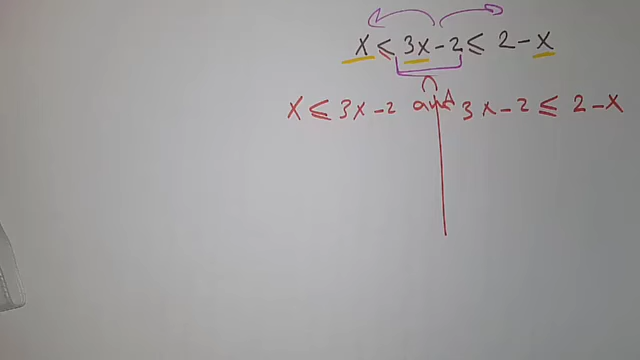 x ≤ 3x - 2 ≤ 2 - x
∩
x ≤ 3x - 2 and 3x - 2 ≤ 2 - x